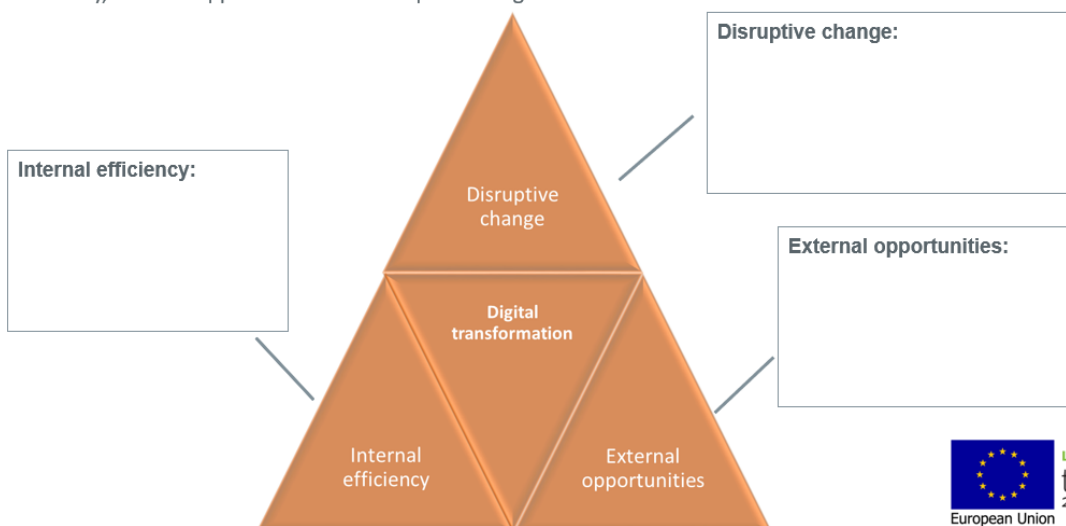 Disruptive change:
Internal efficiency:
Disruptive
change
External opportunities:
Digital
transformation
Internal
efficiency
External
opportunities
European Union